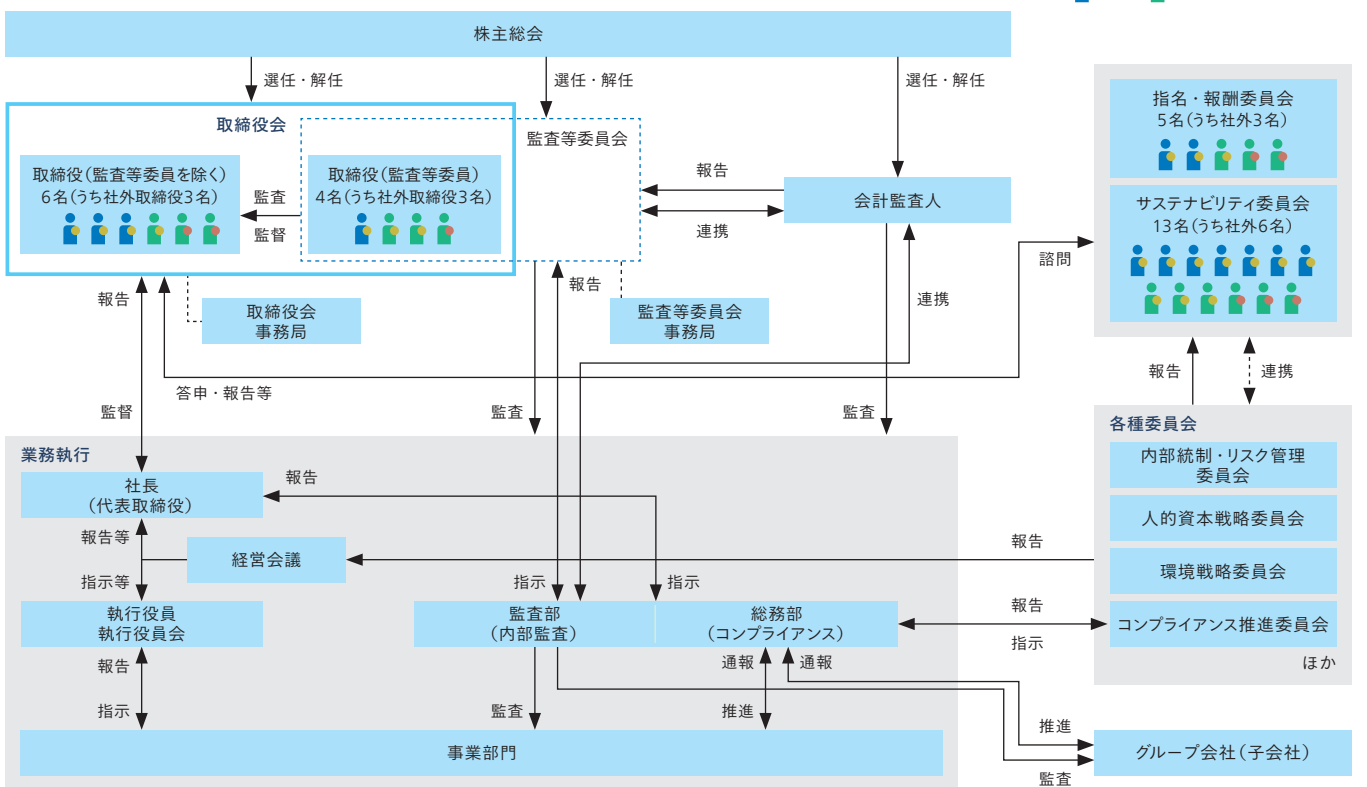 株主総会
選任・解任
選任・解任
選任・解任
取締役会
監査等委員会
取締役(監査等委員を除く)
6名(うち社外取締役3名)
監査
監督
取締役(監査等委員)
4名(うち社外取締役3名)
報告
連携
会計監査人
指名・報酬委員会
5名(うち社外3名)
サステナビリティ委員会
13名(うち社外6名)
諮問
報告
取締役会
事務局
報告
監査等委員会
事務局
連携
答申・報告等
監督
監査
監査
報告
連携
業務執行
社長
(代表取締役)
報告
報告等
経営会議
指示等
執行役員
執行役員会
報告
指示
指示
指示
監査部
(内部監査)
総務部
(コンプライアンス)
監査
通報
通報
推進
事業部門
各種委員会
内部統制・リスク管理
委員会
人的資本戦略委員会
環境戦略委員会
コンプライアンス推進委員会
ほか
報告
報告
指示
推進
グループ会社(子会社)
監査